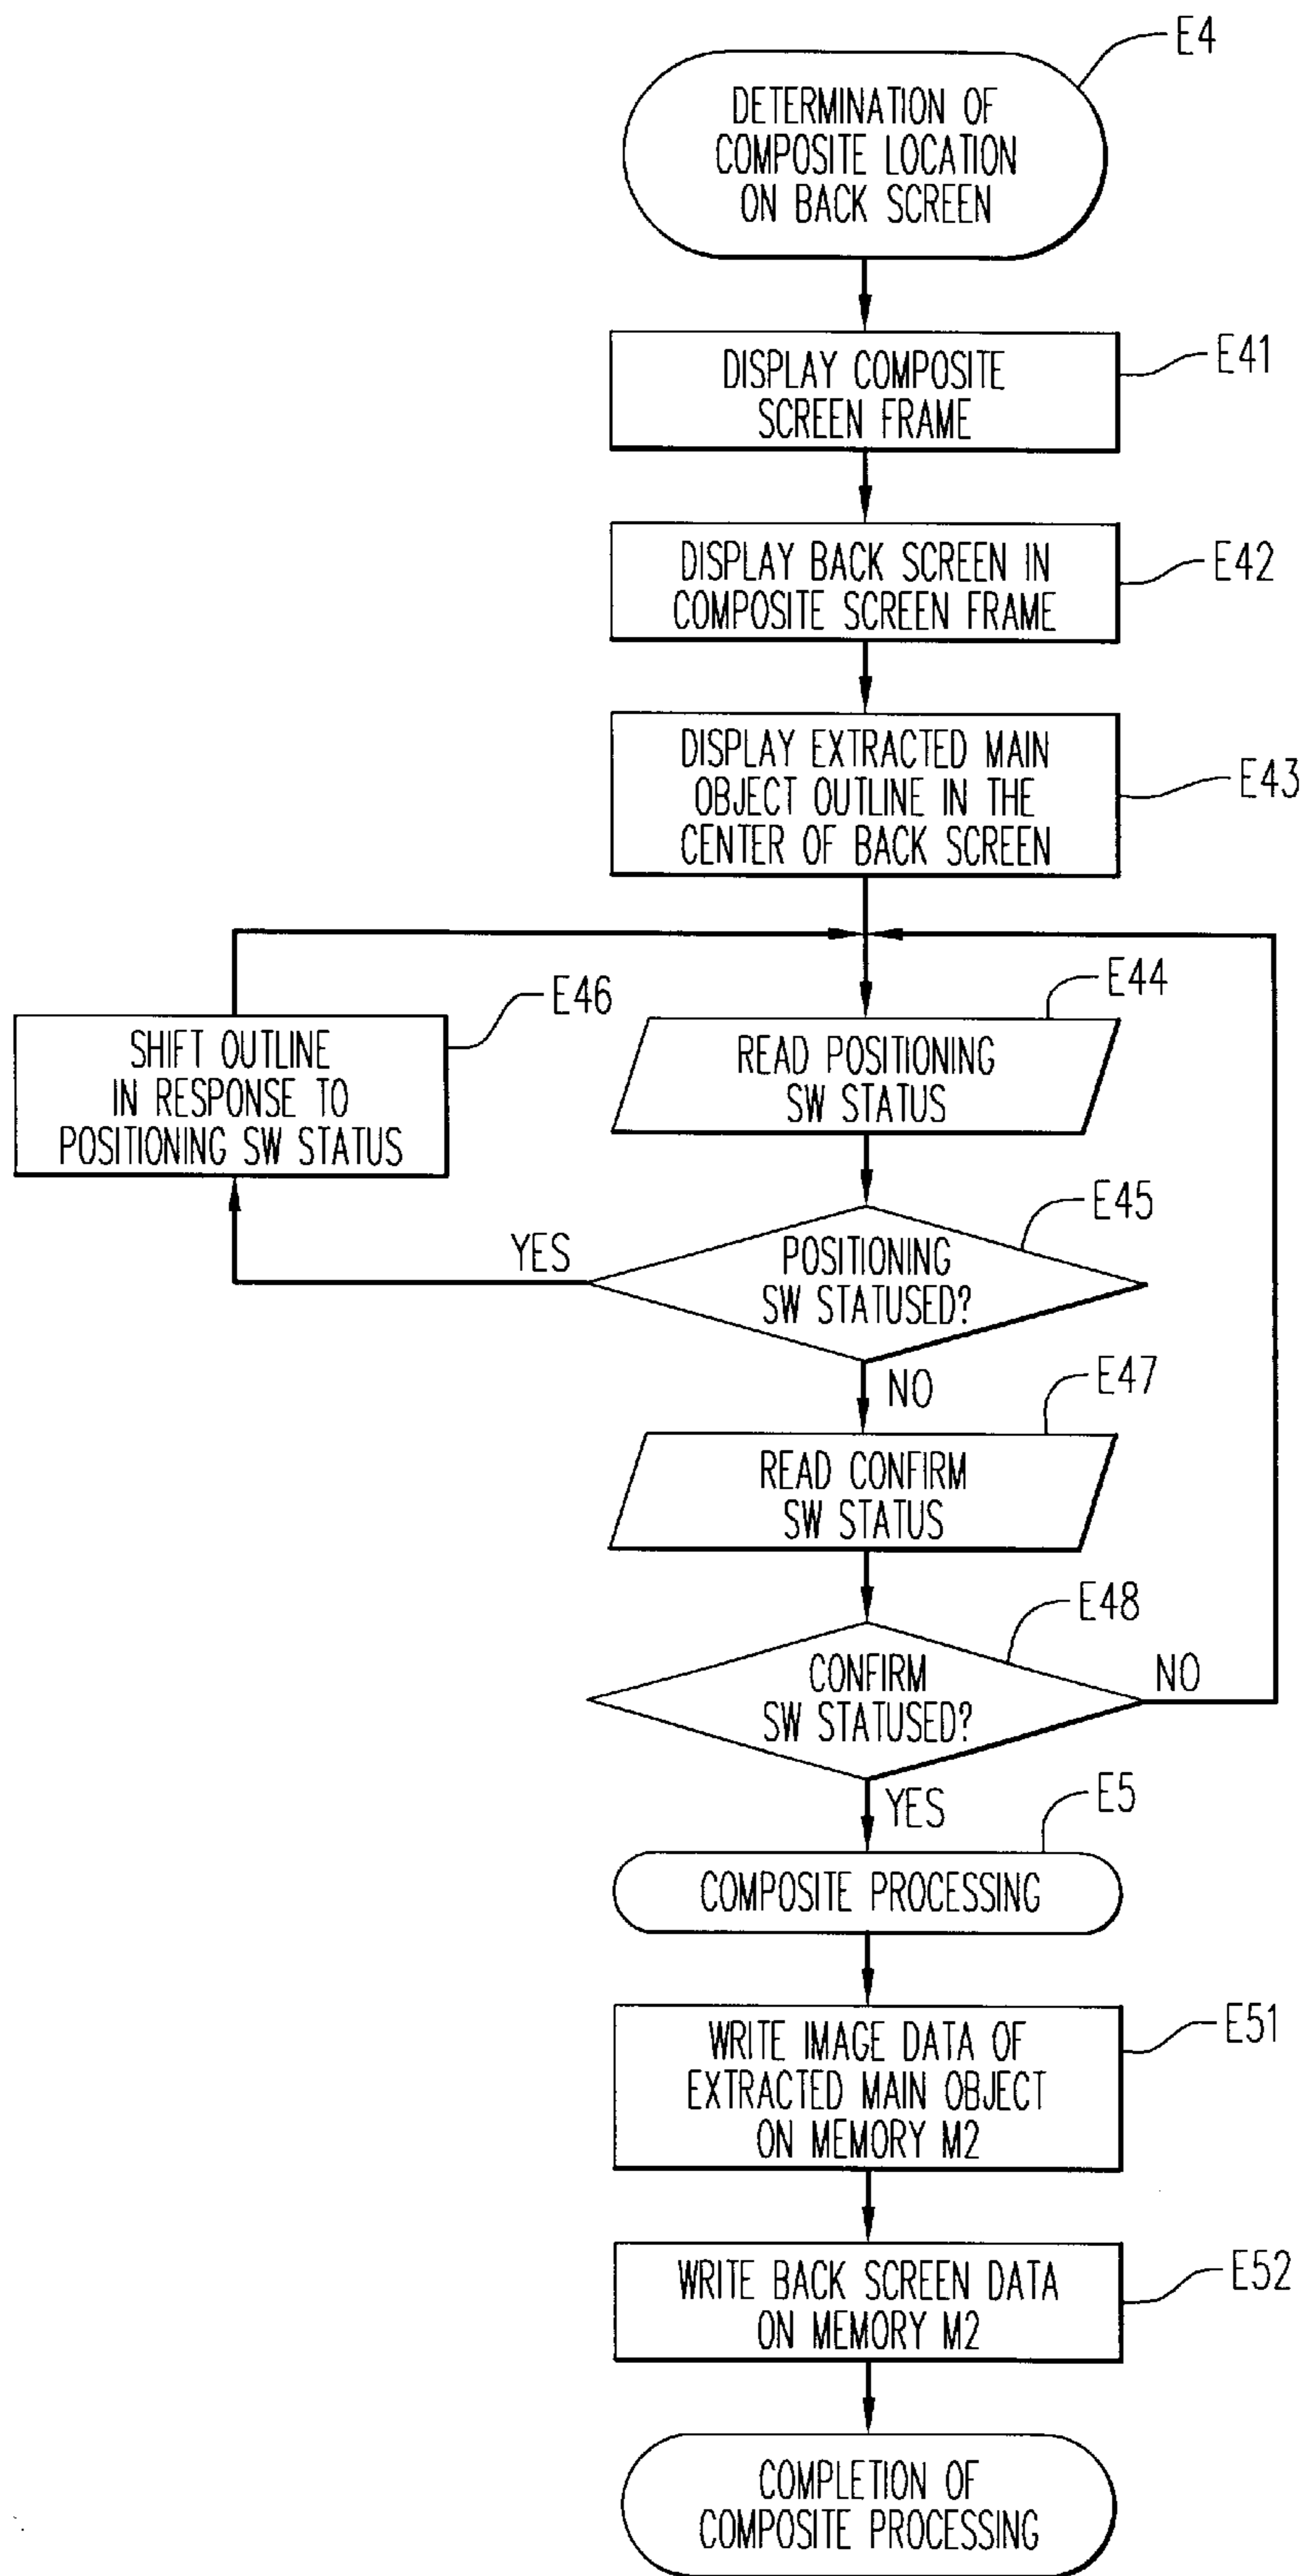 E4
DETERMINATION OF
COMPOSITE LOCATION
ON BACK SCREEN
E41
DISPLAY COMPOSITE
SCREEN FRAME
E42
DISPLAY BACK SCREEN IN
COMPOSITE SCREEN FRAME
E43
DISPLAY EXTRACTED MAIN
OBJECT OUTLINE IN THE
CENTER OF BACK SCREEN
E46
SHIFT OUTLINE
IN RESPONSE TO
POSITIONING SW STATUS
E44
READ POSITIONING
SW STATUS
E45
YES
POSITIONING
SW STATUSED?
NO
E47
READ CONFIRM
SW STATUS
E48
CONFIRM
SW STATUSED?
NO
YES
E5
COMPOSITE PROCESSING
E51
WRITE IMAGE DATA OF
EXTRACTED MAIN OBJECT
ON MEMORY M2
E52
WRITE BACK SCREEN DATA
ON MEMORY M2
COMPLETION OF
COMPOSITE PROCESSING